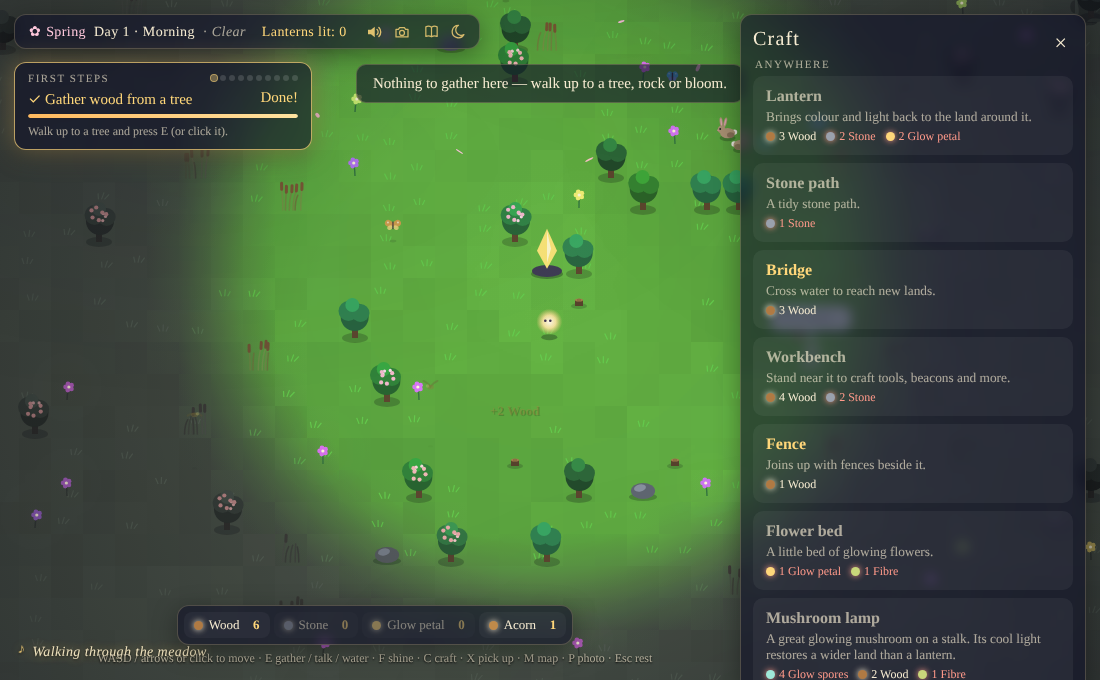 Spring Day 1 · Morning · Clear Lanterns lit: 0
FIRST STEPS
Gather wood from a tree Done!
Walk up to a tree and press E (or click it).
Nothing to gather here — walk up to a tree, rock or bloom.
+2 Wood
Wood 6 Stone 0 Glow petal 0 Acorn 1
♪ Walking through the meadow
WASD / arrows or click to move · E gather / talk / water · F shine · C craft · X pick up · M map · P photo · Esc rest
Craft
ANYWHERE
Lantern
Brings colour and light back to the land around it.
3 Wood 2 Stone 2 Glow petal
Stone path
A tidy stone path.
1 Stone
Bridge
Cross water to reach new lands.
3 Wood
Workbench
Stand near it to craft tools, beacons and more.
4 Wood 2 Stone
Fence
Joins up with fences beside it.
1 Wood
Flower bed
A little bed of glowing flowers.
1 Glow petal 1 Fibre
Mushroom lamp
A great glowing mushroom on a stalk. Its cool light
restores a wider land than a lantern.
4 Glow spores 2 Wood 1 Fibre